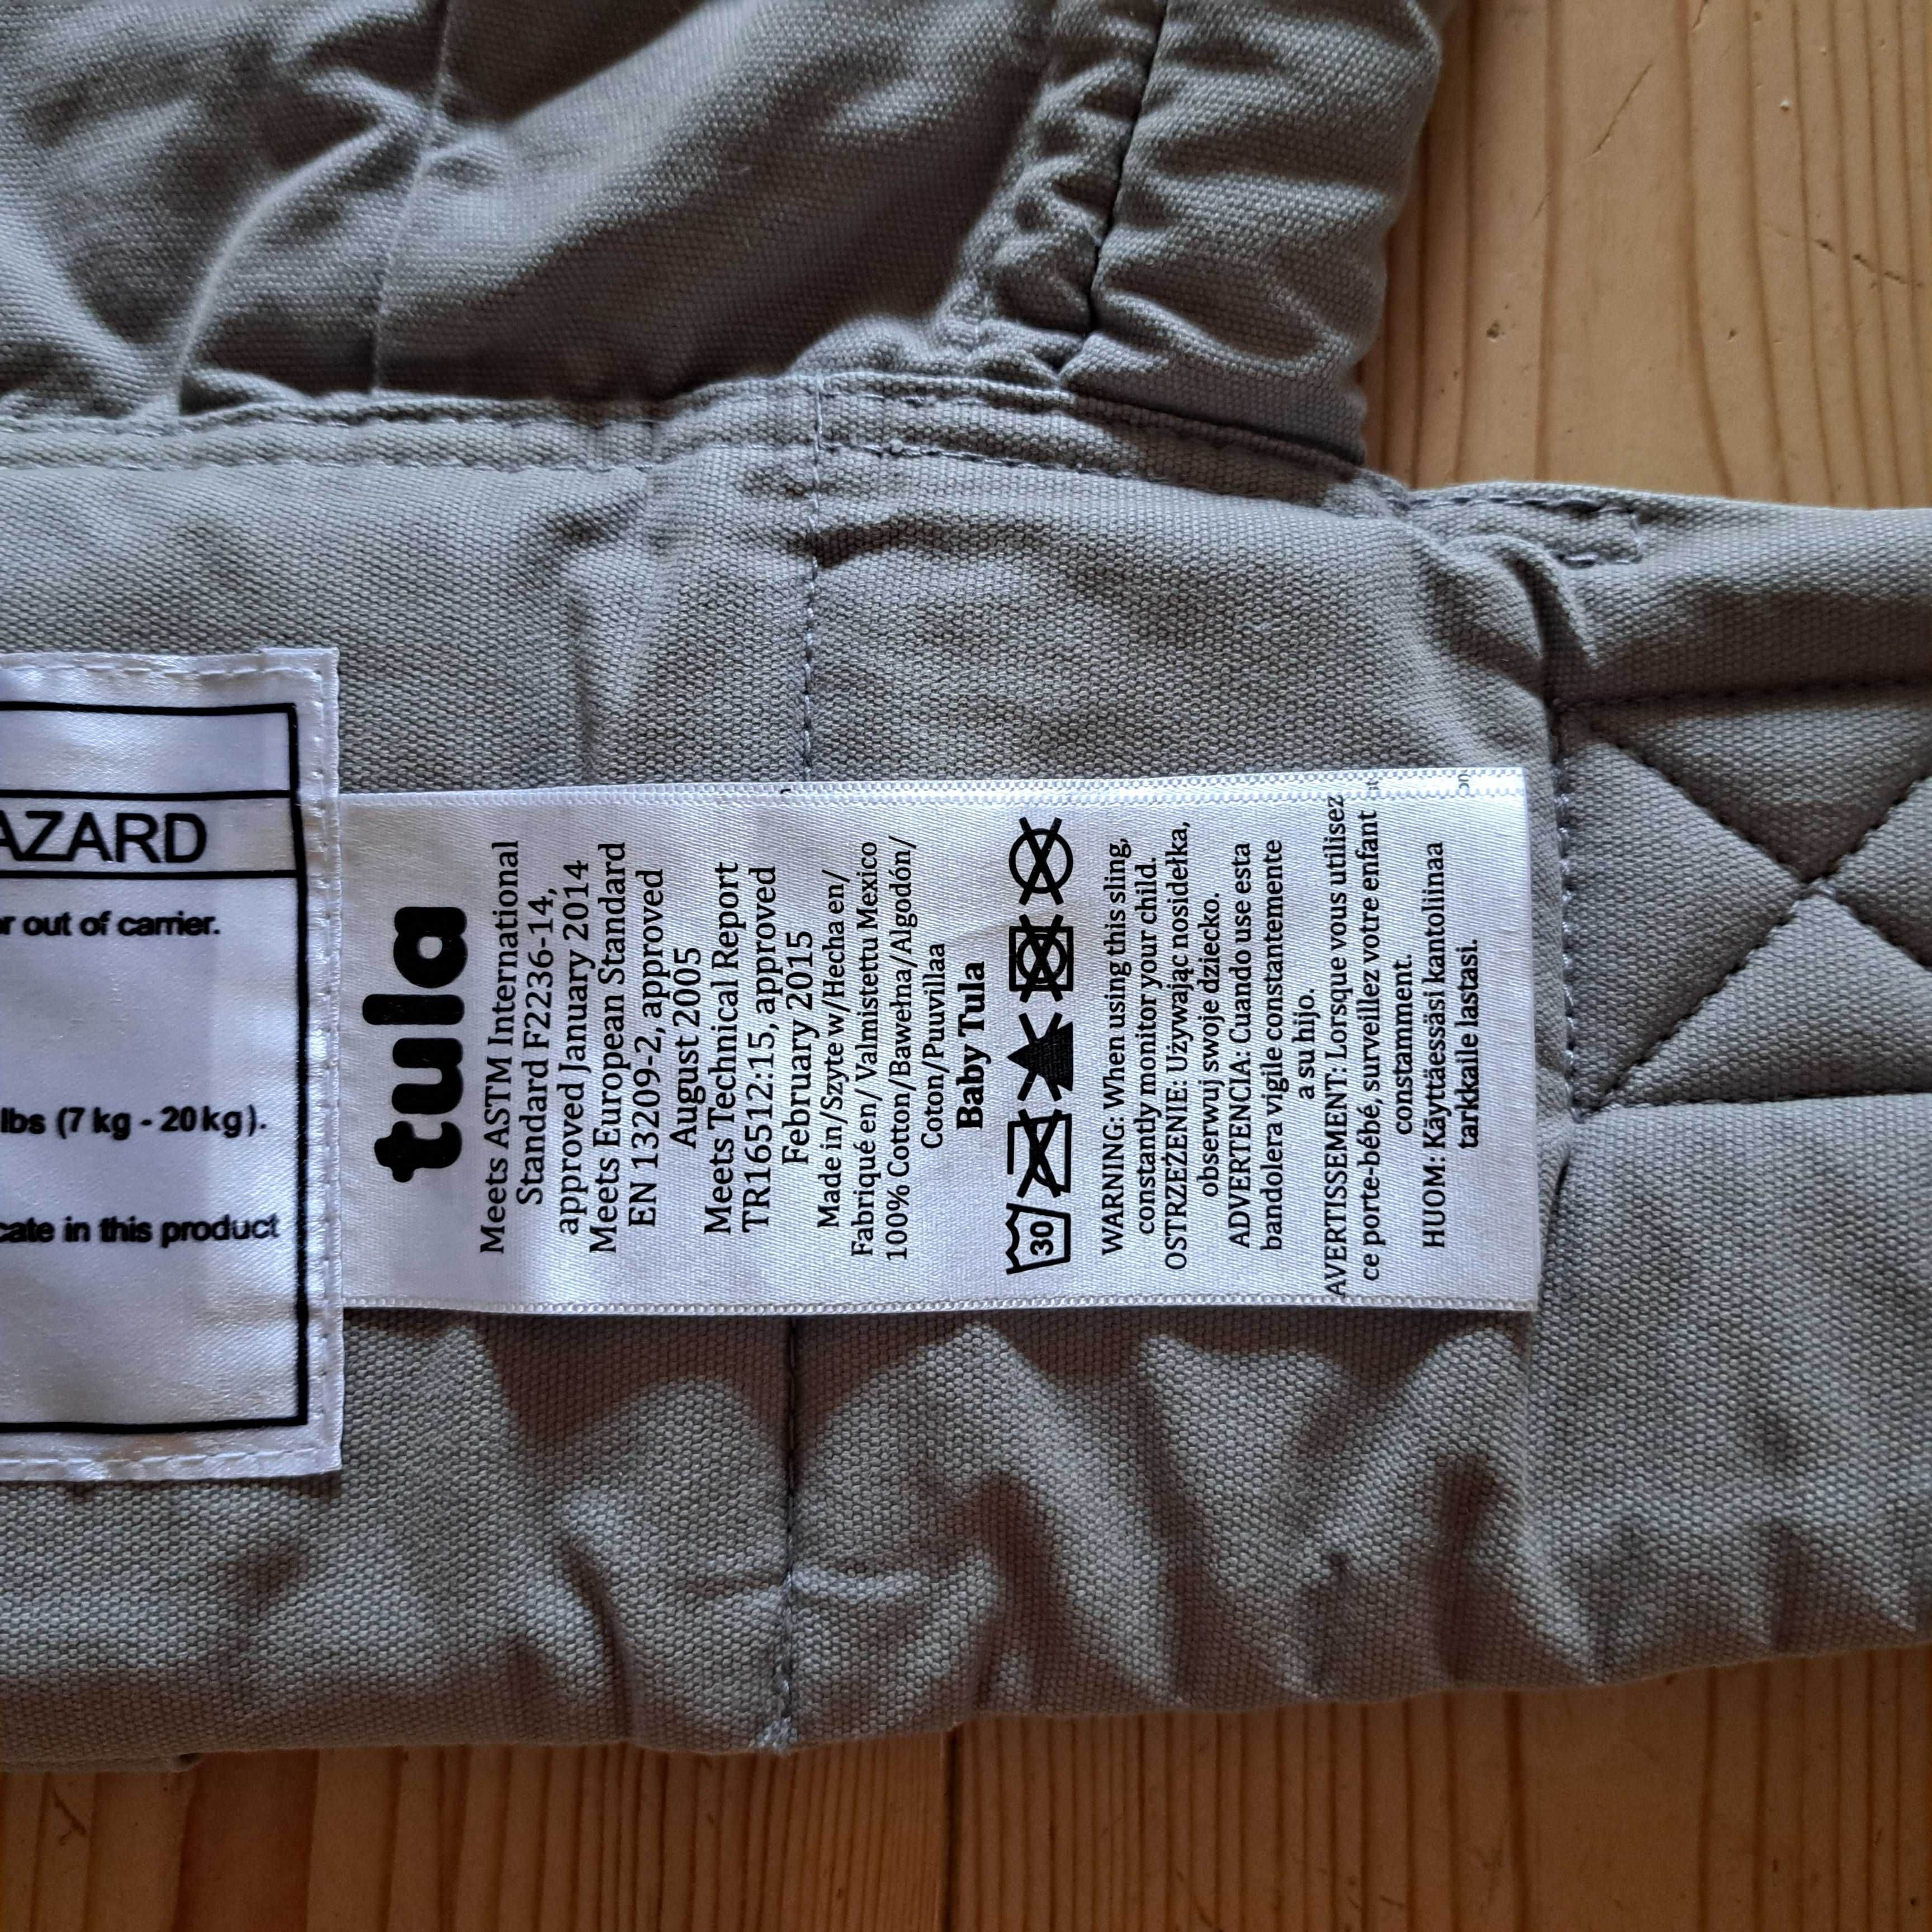 AZARD
r out of carrier.
lbs (7 kg - 20 kg).
cate in this product
tula
Meets ASTM International
Standard F2236-14,
approved January 2014
Meets European Standard
EN 13209-2, approved
August 2005
Meets Technical Report
TR16512:15, approved
February 2015
Made in/Szyte w/Hecha en/
Fabriqué en/ Valmistettu Mexico
100% Cotton/Bawełna/Algodón/
Coton/Puuvillaa
Baby Tula
30
WARNING: When using this sling,
constantly monitor your child.
OSTRZEŻENIE: Używając nosidełka,
obserwuj swoje dziecko.
ADVERTENCIA: Cuando use esta
bandolera vigile constantemente
a su hijo.
AVERTISSEMENT: Lorsque vous utilisez
ce porte-bébé, surveillez votre enfant
constamment.
HUOM: Käyttäessäsi kantoliinaa
tarkkaile lastasi.